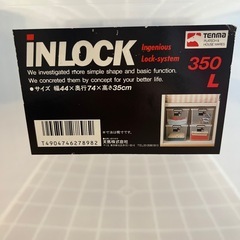 INLOCK
Ingenious
Lock-system
TENMA
350
L
We investigated rhore simple shape and basic function.
We concreted them by concept for your better life.
●サイズ 幅44×奥行74×高さ35cm
T4904746278982
天馬株式会社